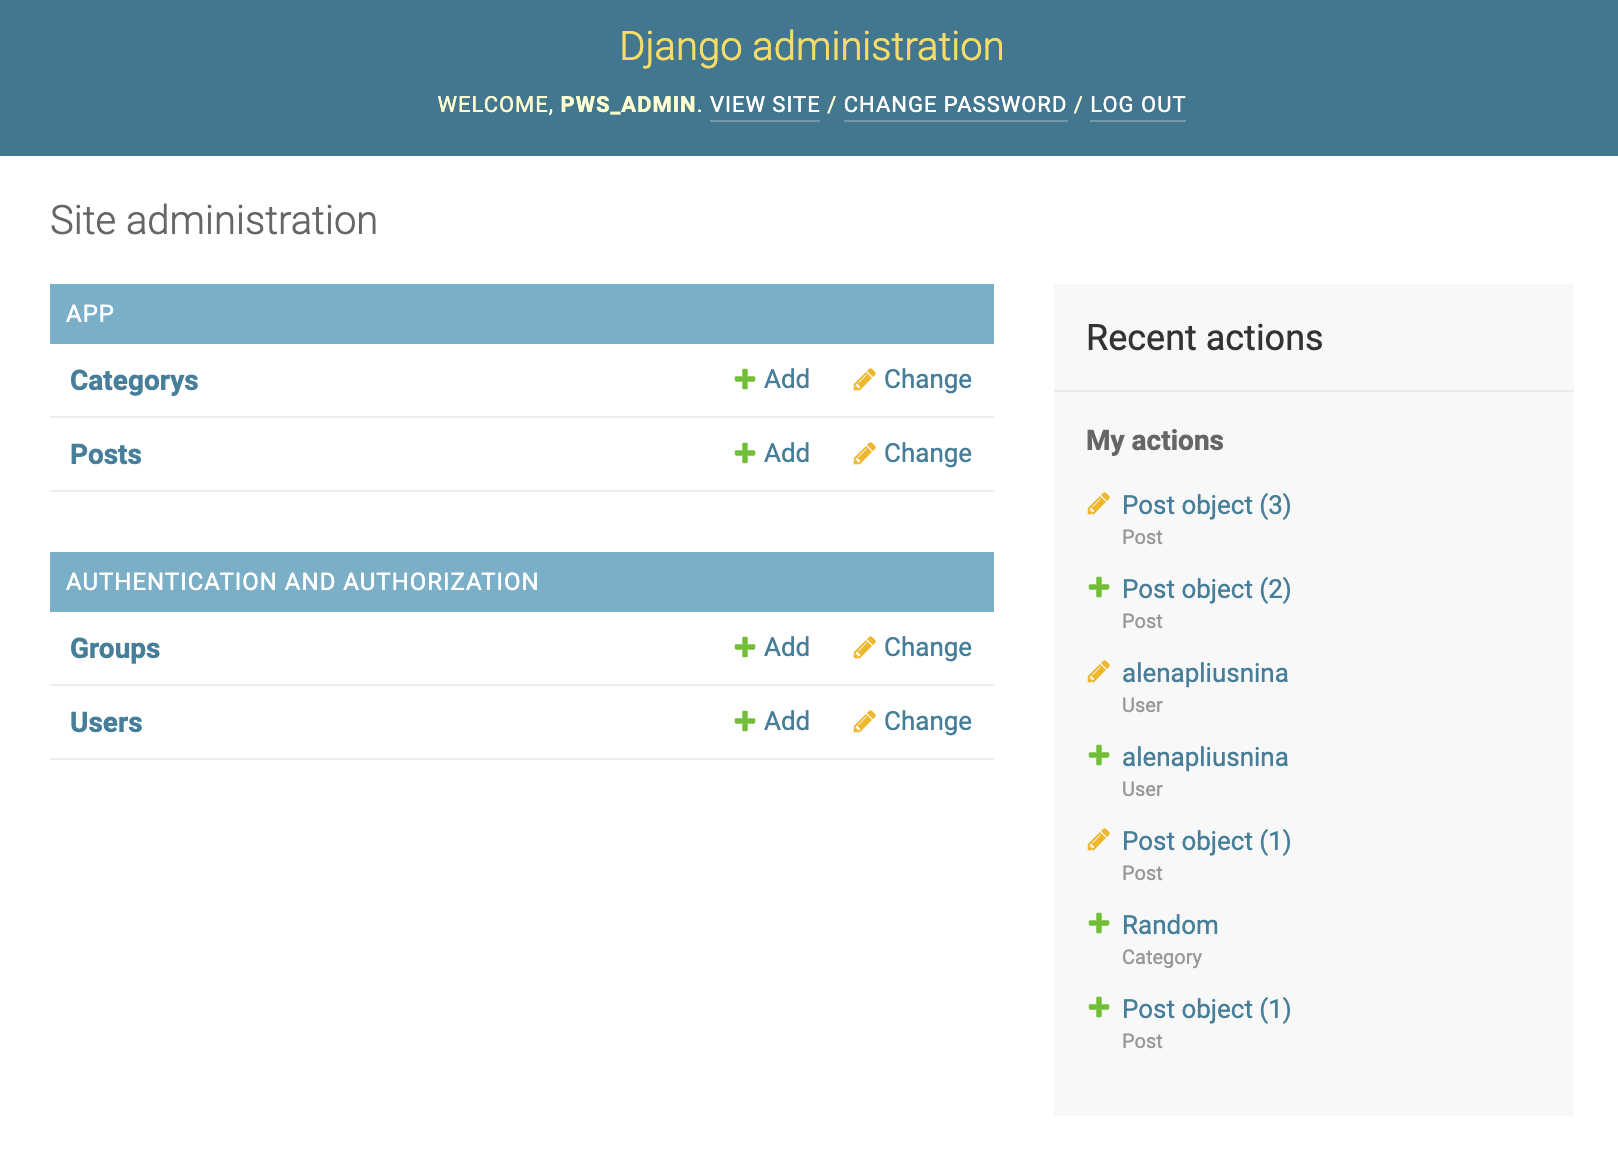 Django administration
WELCOME, PWS_ADMIN. VIEW SITE / CHANGE PASSWORD / LOG OUT
Site administration
APP
Categorys Add Change
Posts Add Change
AUTHENTICATION AND AUTHORIZATION
Groups Add Change
Users Add Change
Recent actions
My actions
Post object (3)
Post
Post object (2)
Post
alenapliusnina
User
alenapliusnina
User
Post object (1)
Post
Random
Category
Post object (1)
Post